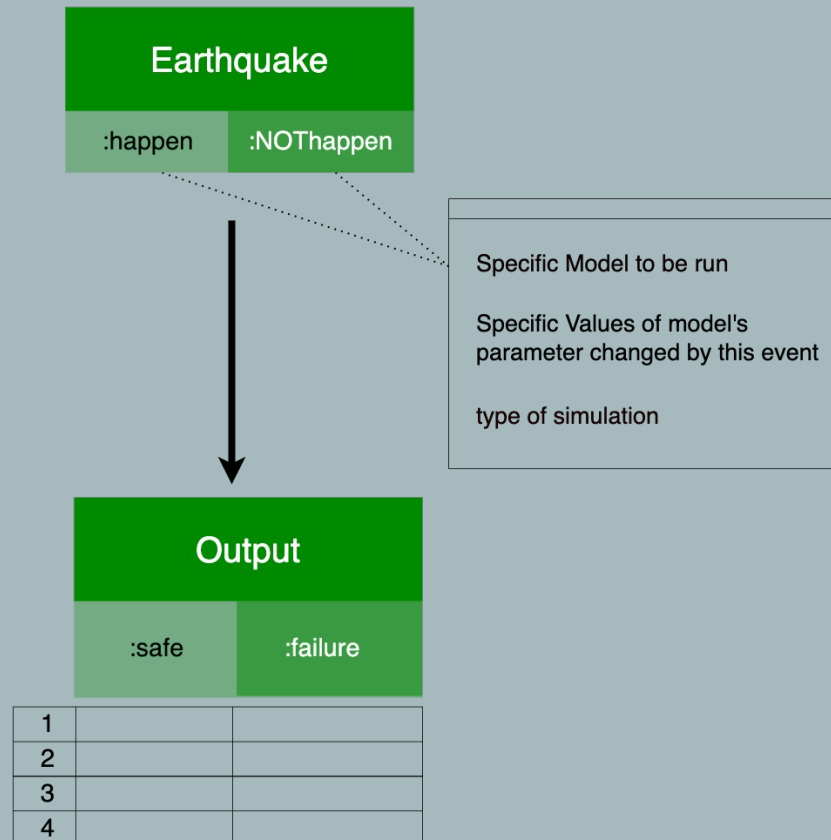 Earthquake
:happen
:NOThappen
Specific Model to be run
Specific Values of model's
parameter changed by this event
type of simulation
Output
:safe
:failure
1
2
3
4